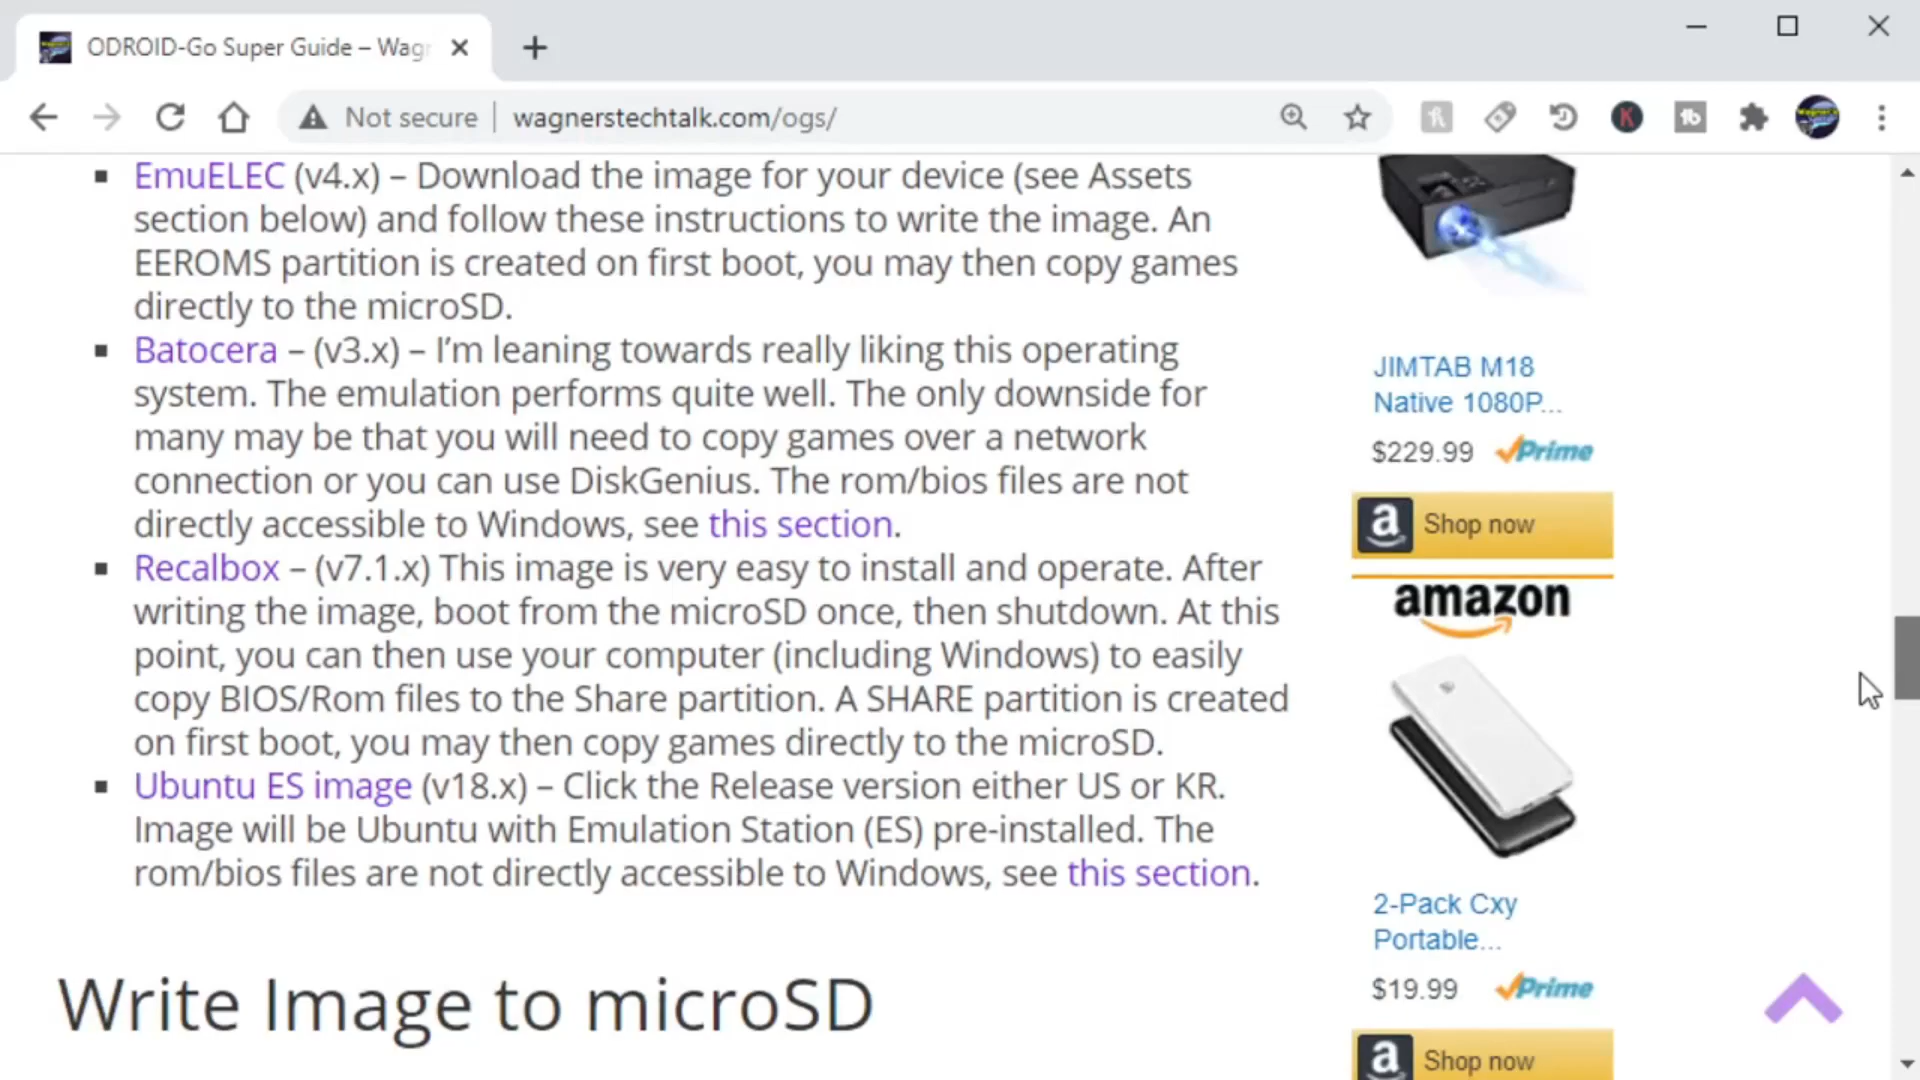 ODROID-Go Super Guide – Wagr
Not secure
wagnerstechtalk.com/ogs/
EmuELEC (v4.x) – Download the image for your device (see Assets
section below) and follow these instructions to write the image. An
EEROMS partition is created on first boot, you may then copy games
directly to the microSD.
Batocera – (v3.x) – I’m leaning towards really liking this operating
system. The emulation performs quite well. The only downside for
many may be that you will need to copy games over a network
connection or you can use DiskGenius. The rom/bios files are not
directly accessible to Windows, see this section.
Recalbox – (v7.1.x) This image is very easy to install and operate. After
writing the image, boot from the microSD once, then shutdown. At this
point, you can then use your computer (including Windows) to easily
copy BIOS/Rom files to the Share partition. A SHARE partition is created
on first boot, you may then copy games directly to the microSD.
Ubuntu ES image (v18.x) – Click the Release version either US or KR.
Image will be Ubuntu with Emulation Station (ES) pre-installed. The
rom/bios files are not directly accessible to Windows, see this section.
Write Image to microSD
JIMTAB M18
Native 1080P...
$229.99 Prime
a Shop now
amazon
2-Pack Cxy
Portable...
$19.99 Prime
a Shop now